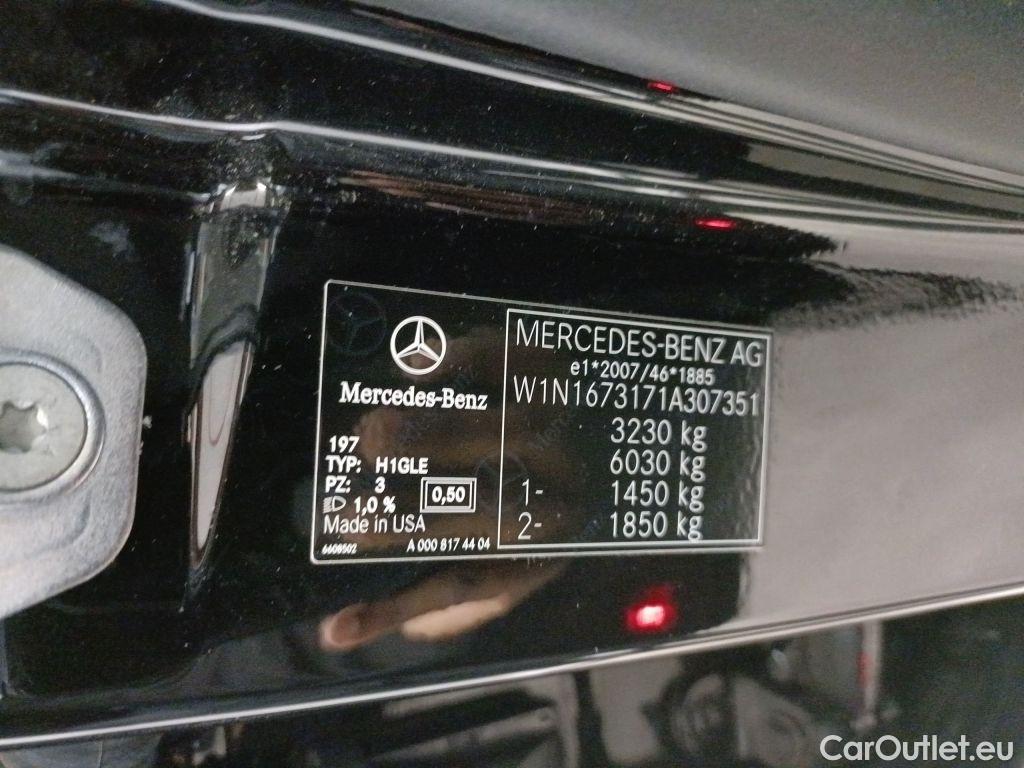 Mercedes-Benz
197
TYP: H1GLE
PZ: 3
1,0 %
0,50
Made in USA
6608502
A 000 817 44 04
MERCEDES-BENZ AG
e1*2007/46*1885
W1N1673171A307351
3230 kg
6030 kg
1- 1450 kg
2- 1850 kg
CarOutlet.eu